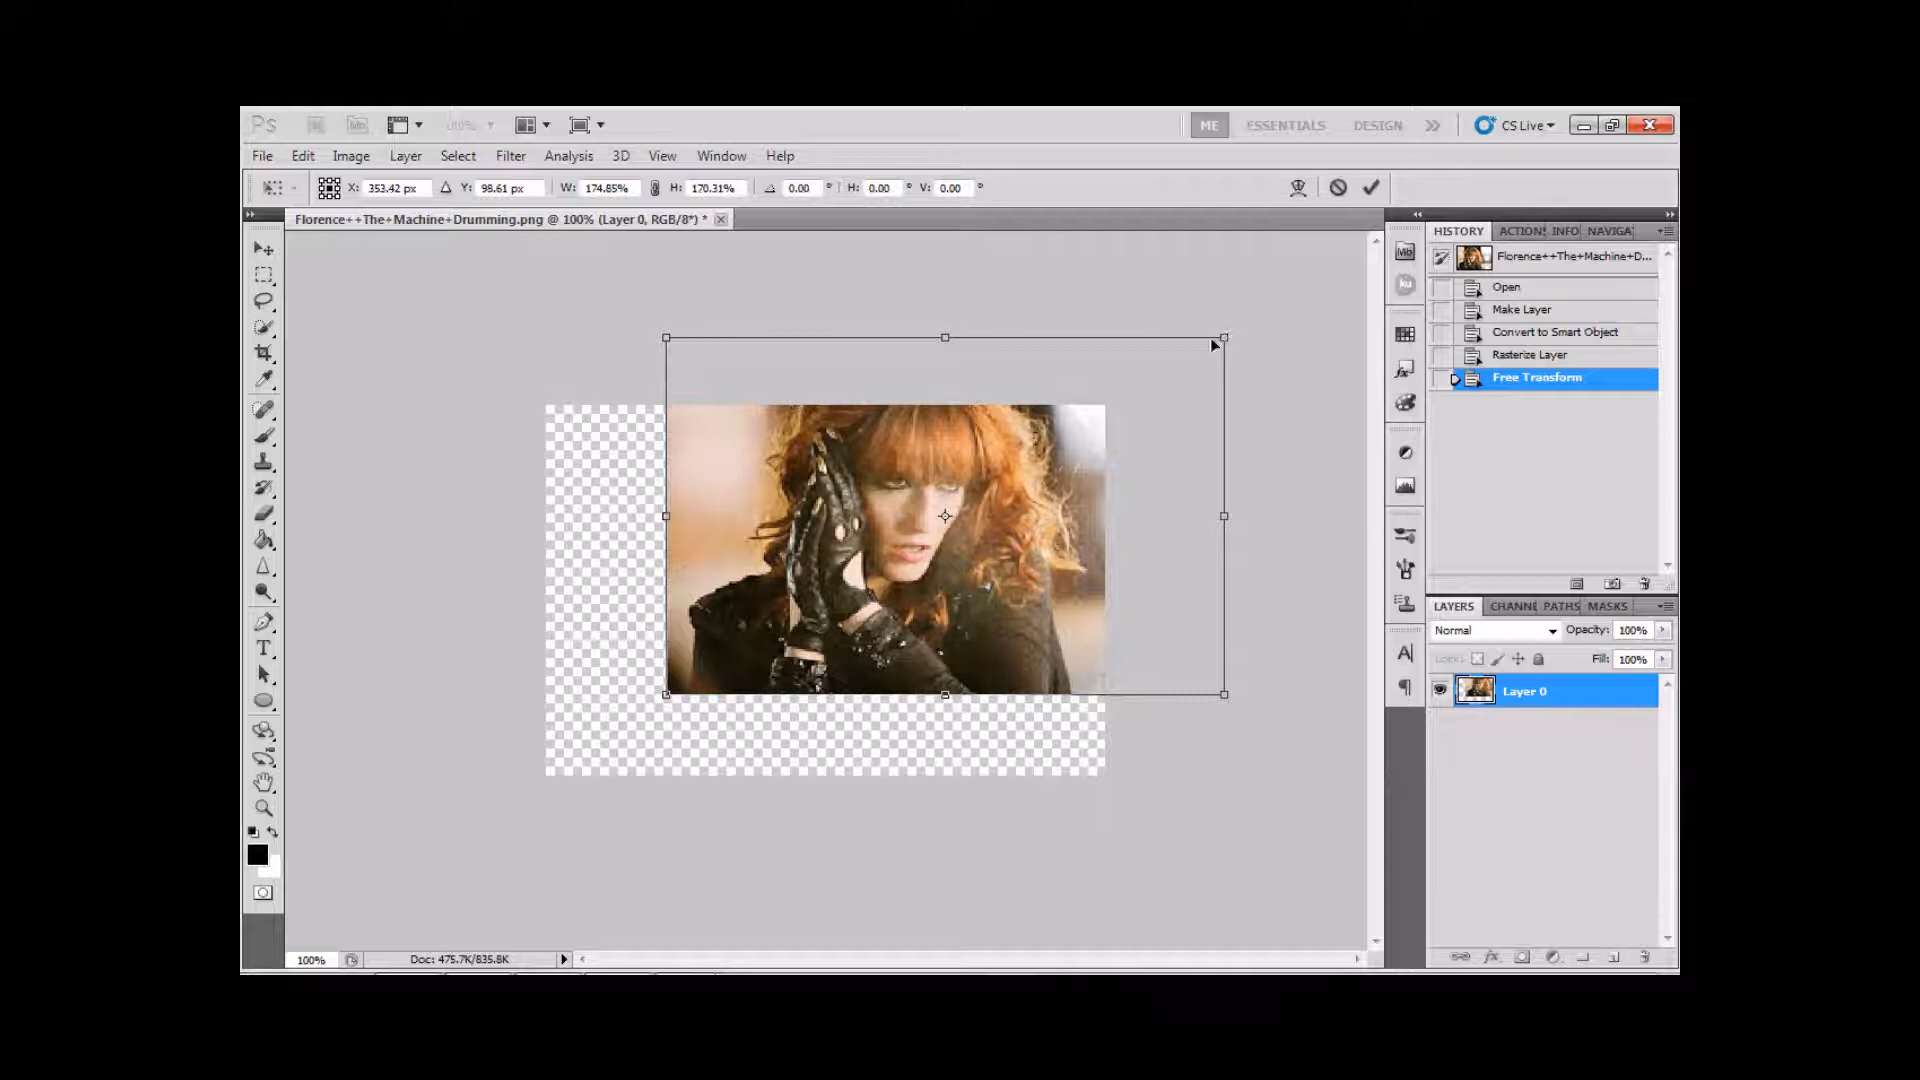 Ps Mb 100% ME ESSENTIALS DESIGN CS Live
File Edit Image Layer Select Filter Analysis 3D View Window Help
X: 353.42 px Y: 98.61 px W: 174.85% H: 170.31% 0.00 ° H: 0.00 ° V: 0.00 °
Florence++The+Machine+Drumming.png @ 100% (Layer 0, RGB/8*) *
HISTORY ACTIONS INFO NAVIGA
Mb
Florence++The+Machine+D...
Open
Make Layer
Convert to Smart Object
Rasterize Layer
Free Transform
LAYERS CHANNE PATHS MASKS
Normal Opacity: 100%
Fill: 100%
Layer 0
100% Doc: 475.7K/835.8K